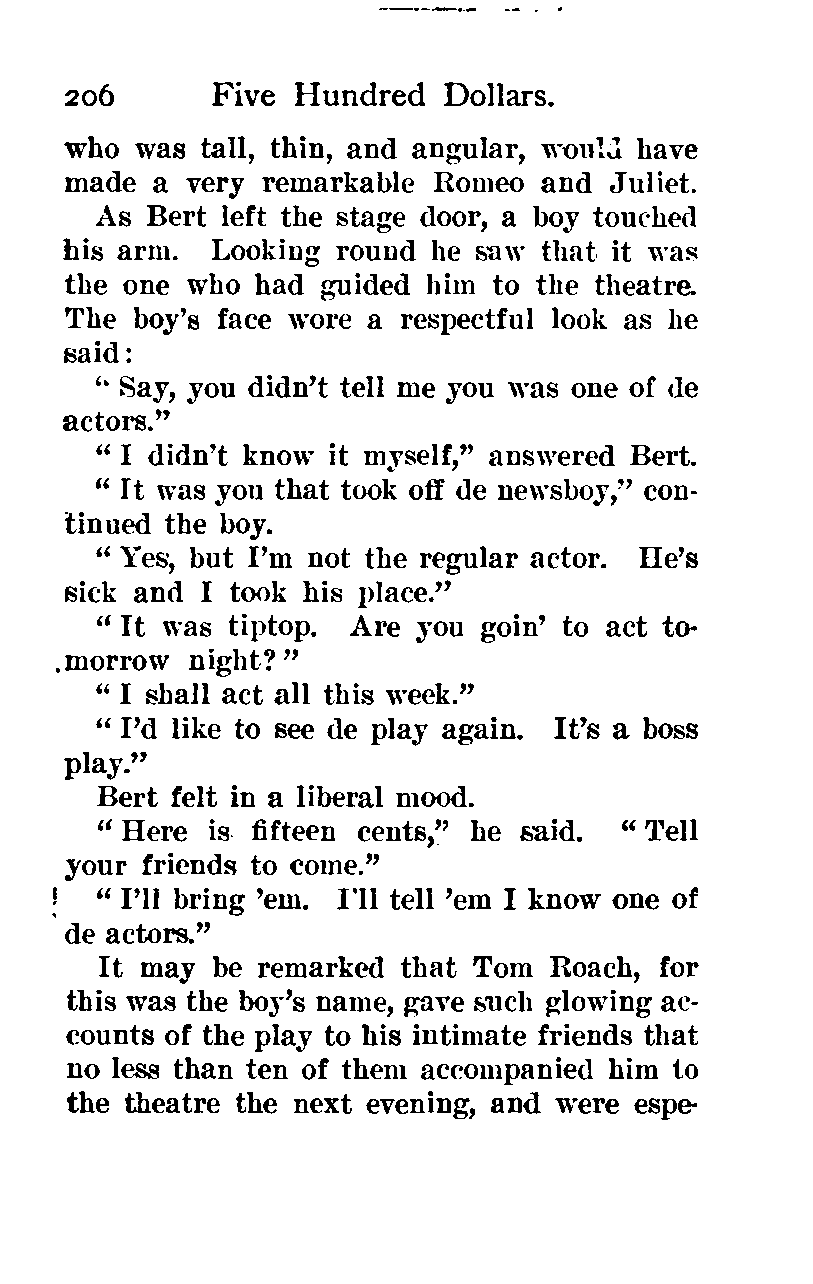 206 Five Hundred Dollars.
who was tall, thin, and angular, would have
made a very remarkable Romeo and Juliet.
As Bert left the stage door, a boy touched
his arm. Looking round he saw that it was
the one who had guided him to the theatre.
The boy's face wore a respectful look as he
said:
“ Say, you didn't tell me you was one of de
actors.”
“ I didn't know it myself,” answered Bert.
“ It was you that took off de newsboy,” con-
tinued the boy.
“ Yes, but I'm not the regular actor. He's
sick and I took his place.”
“ It was tiptop. Are you goin' to act to-
morrow night? ”
“ I shall act all this week.”
“ I'd like to see de play again. It's a boss
play.”
Bert felt in a liberal mood.
“ Here is fifteen cents,” he said. “ Tell
your friends to come.”
“ I'll bring 'em. I'll tell 'em I know one of
de actors.”
It may be remarked that Tom Roach, for
this was the boy's name, gave such glowing ac-
counts of the play to his intimate friends that
no less than ten of them accompanied him to
the theatre the next evening, and were espe-